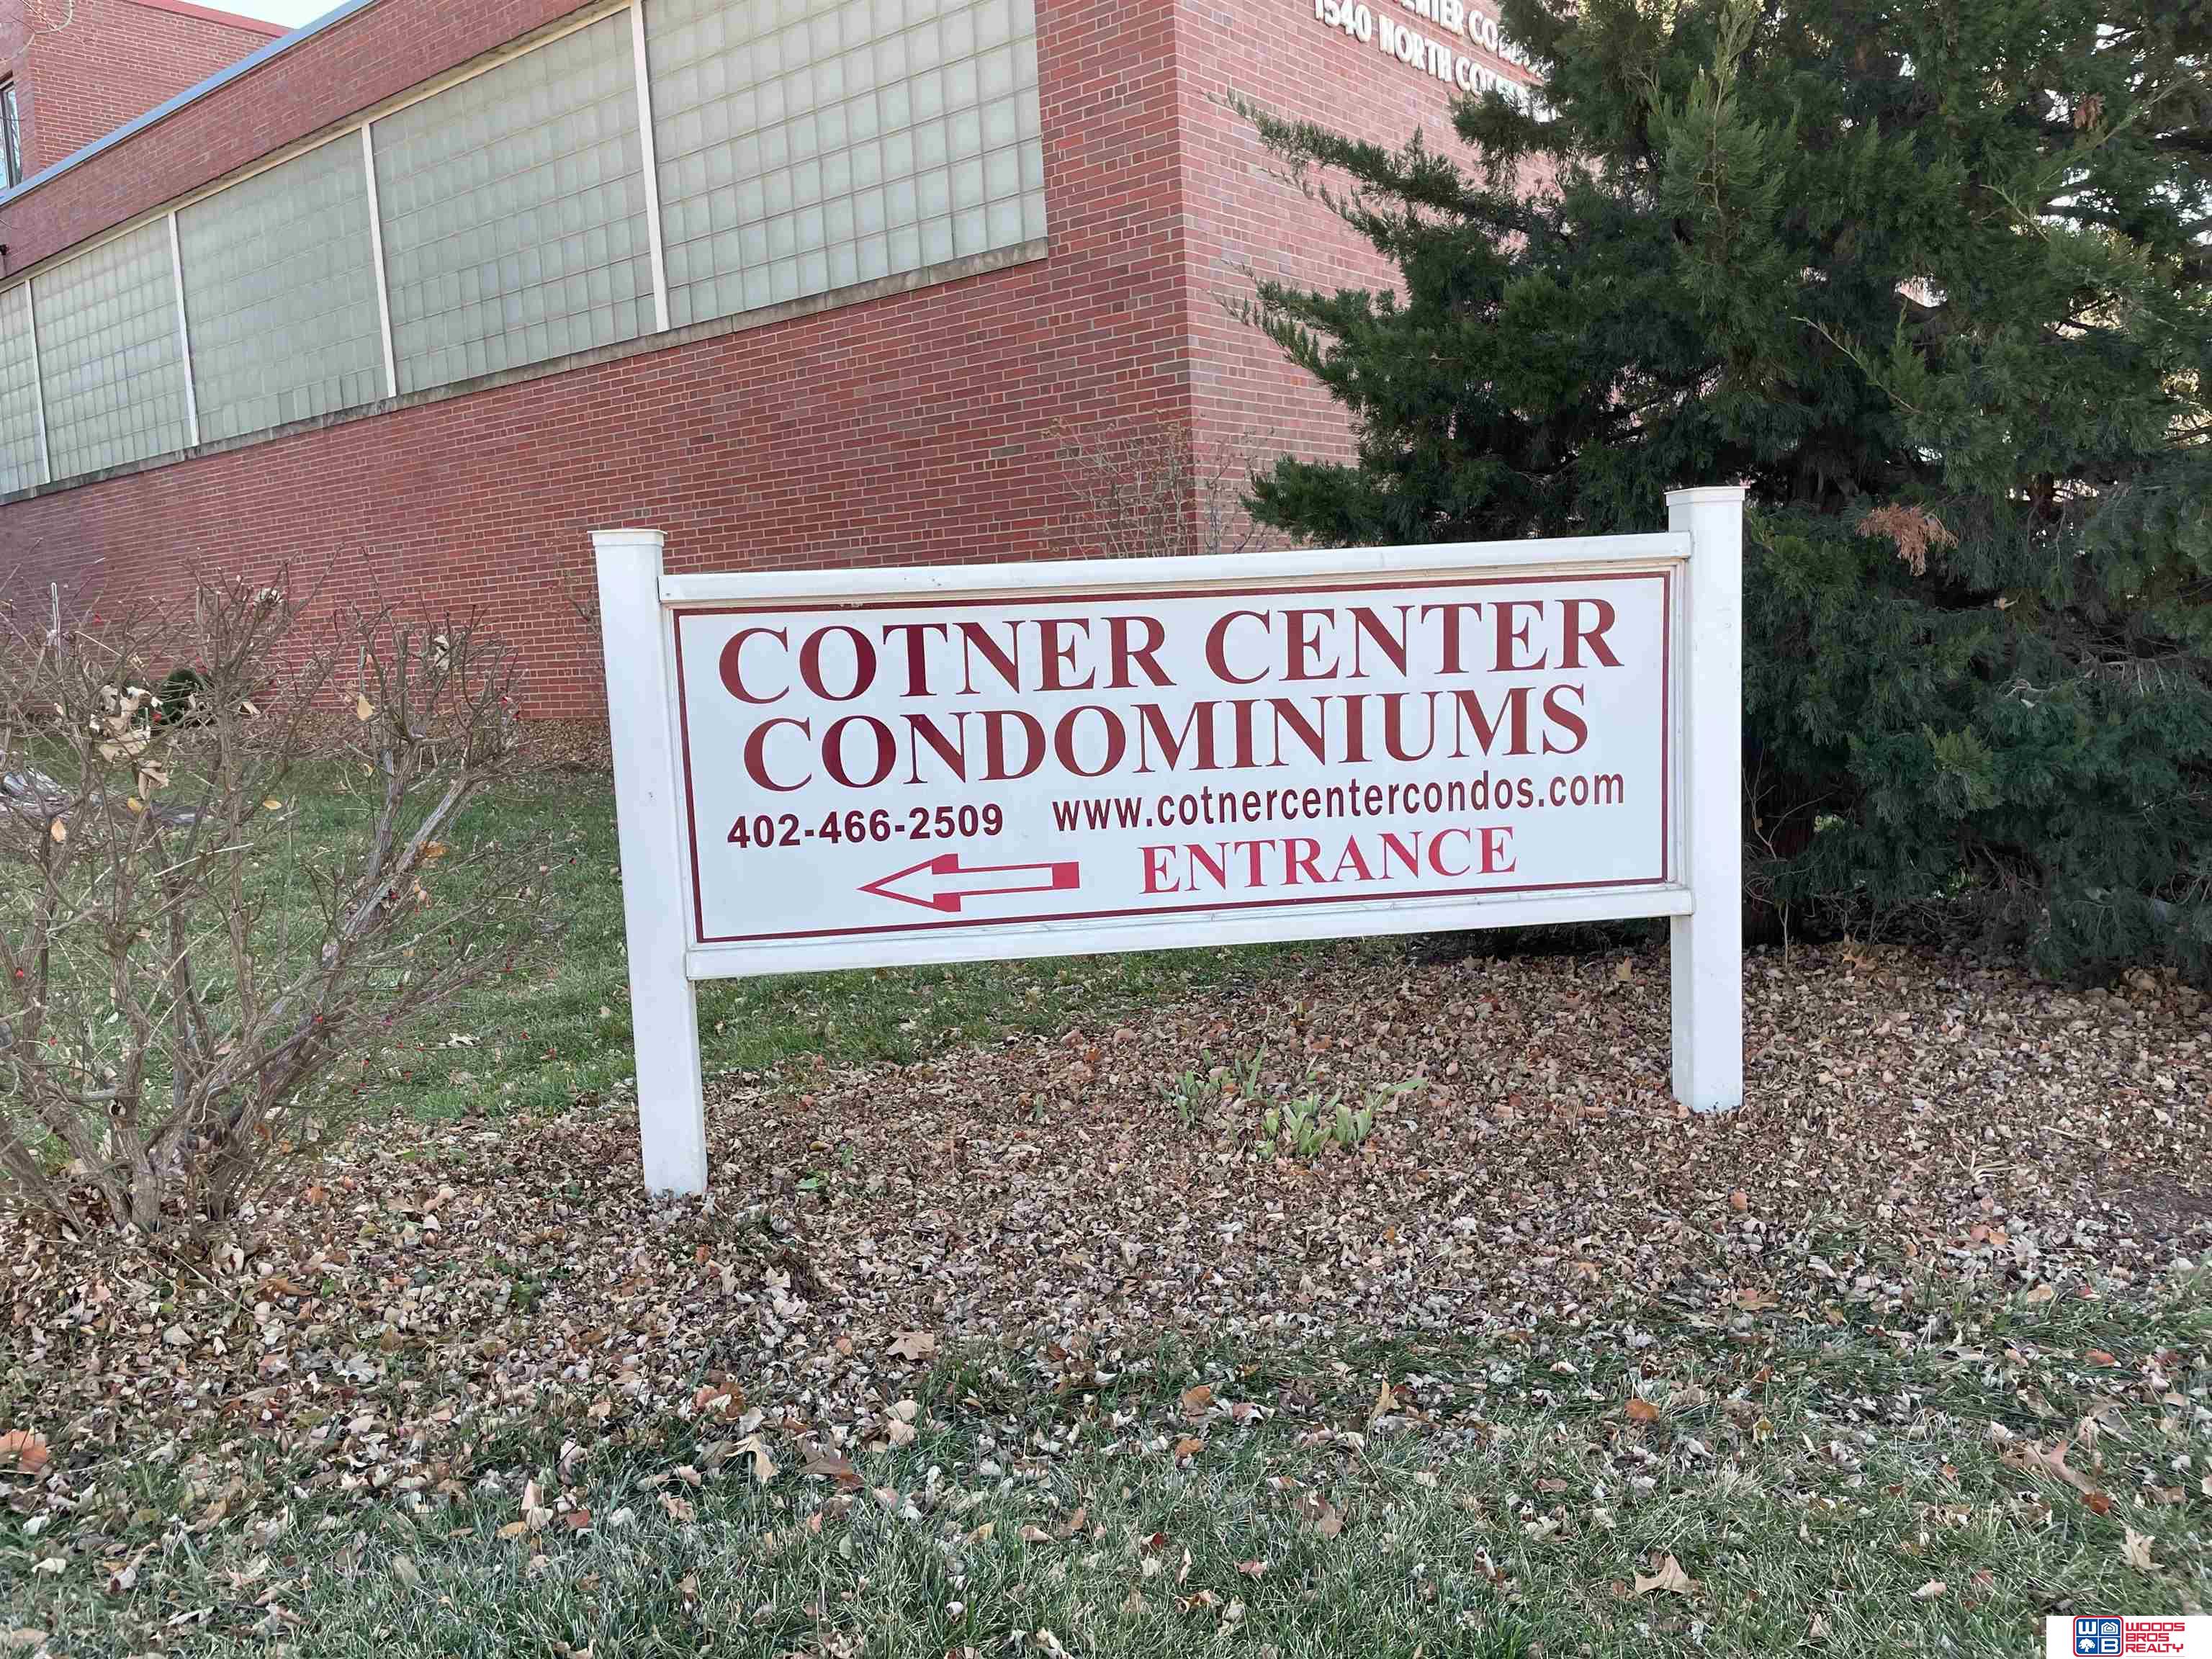 1540 NORTH
COTNER CENTER
CONDOMINIUMS
402-466-2509 www.cotnercentercondos.com
ENTRANCE
W
B
WOODS
BROS
REALTY